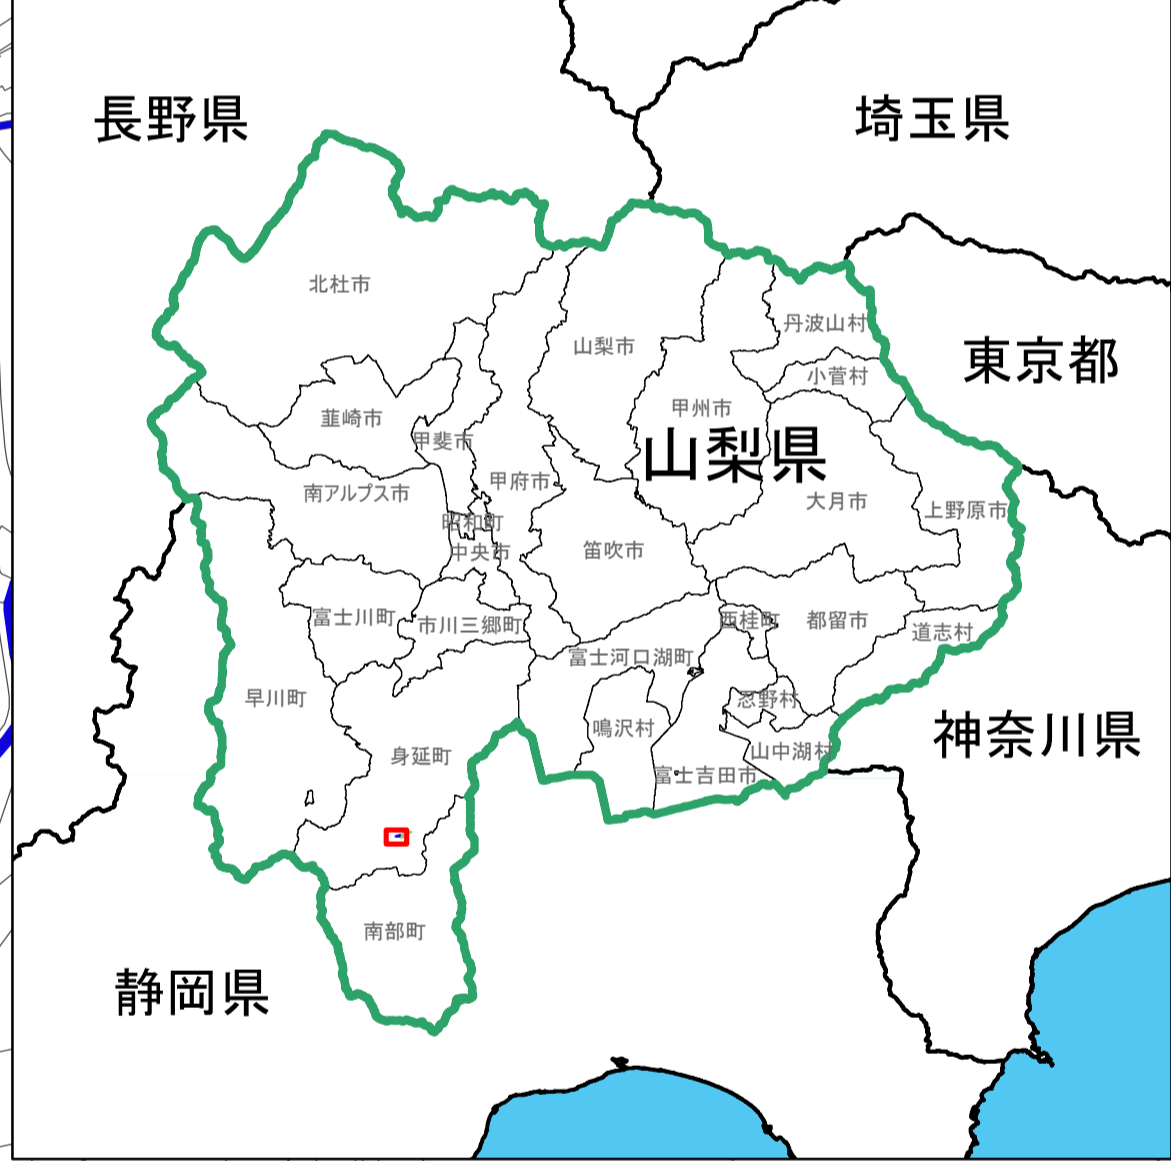 長野県
埼玉県
北杜市
丹波山村
山梨市
東京都
小菅村
甲州市
韮崎市
甲斐市
山梨県
甲府市
南アルプス市
大月市
上野原市
昭和町
中央市
笛吹市
富士川町
市川三郷町
西桂町
都留市
道志村
富士河口湖町
早川町
忍野村
鳴沢村
神奈川県
身延町
山中湖村
富士吉田市
南部町
静岡県